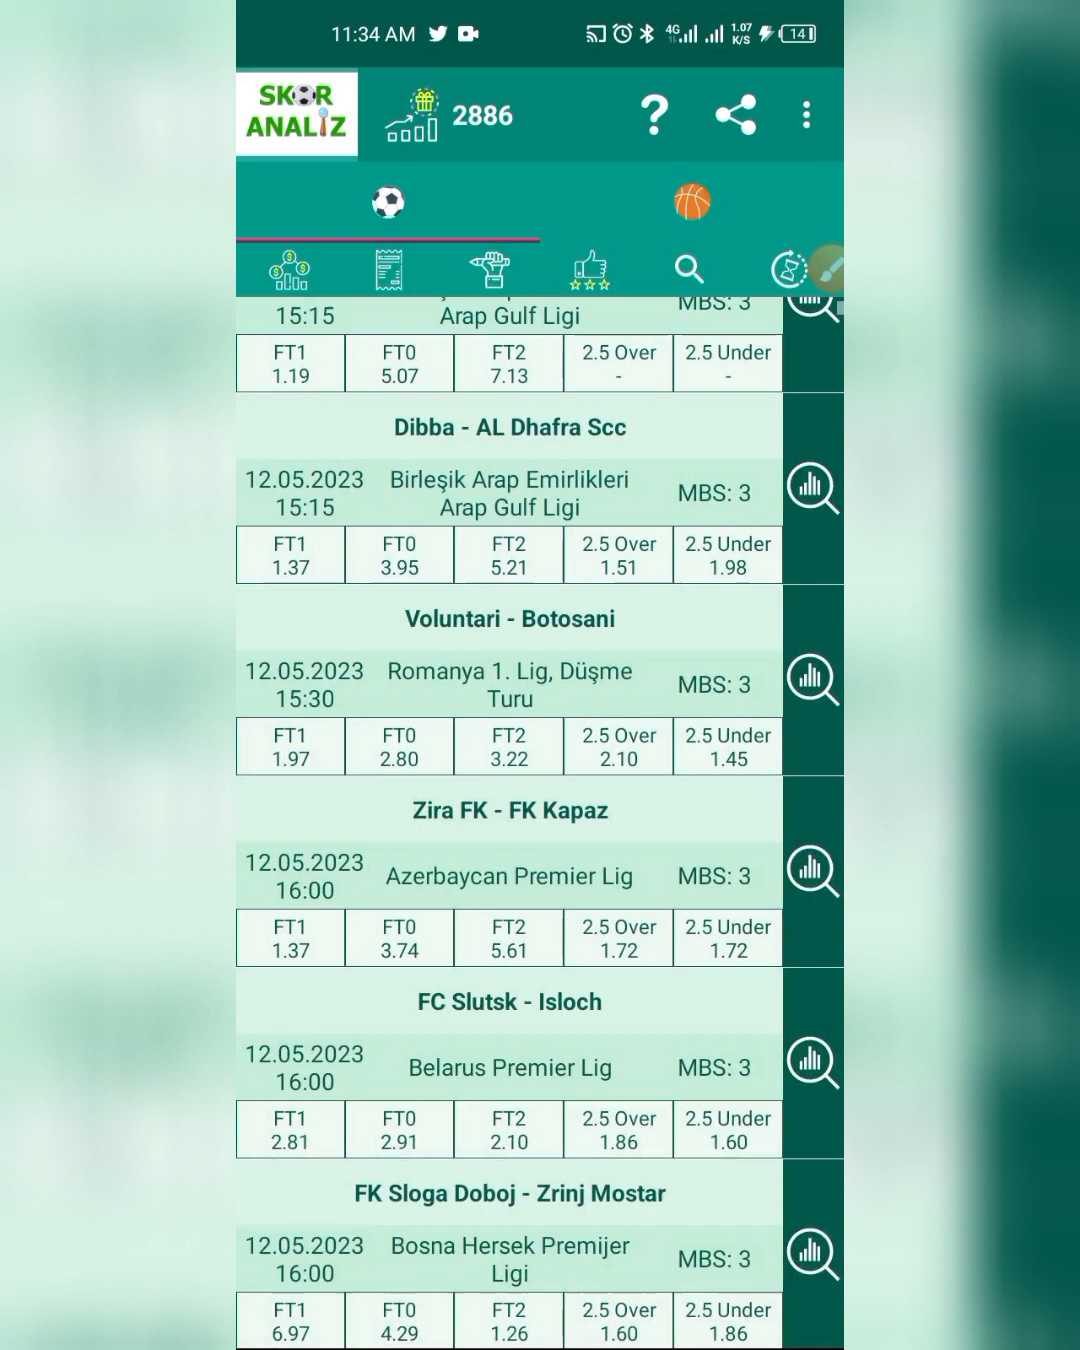 11:34 AM
4G
1.07
K/S
14
SKOR
ANALİZ
2886
15:15
Arap Gulf Ligi
MBS: 3
FT1
FT0
FT2
2.5 Over
2.5 Under
1.19
5.07
7.13
-
-
Dibba - AL Dhafra Scc
12.05.2023
15:15
Birleşik Arap Emirlikleri
Arap Gulf Ligi
MBS: 3
FT1
FT0
FT2
2.5 Over
2.5 Under
1.37
3.95
5.21
1.51
1.98
Voluntari - Botosani
12.05.2023
15:30
Romanya 1. Lig, Düşme
Turu
MBS: 3
FT1
FT0
FT2
2.5 Over
2.5 Under
1.97
2.80
3.22
2.10
1.45
Zira FK - FK Kapaz
12.05.2023
16:00
Azerbaycan Premier Lig
MBS: 3
FT1
FT0
FT2
2.5 Over
2.5 Under
1.37
3.74
5.61
1.72
1.72
FC Slutsk - Isloch
12.05.2023
16:00
Belarus Premier Lig
MBS: 3
FT1
FT0
FT2
2.5 Over
2.5 Under
2.81
2.91
2.10
1.86
1.60
FK Sloga Doboj - Zrinj Mostar
12.05.2023
16:00
Bosna Hersek Premijer
Ligi
MBS: 3
FT1
FT0
FT2
2.5 Over
2.5 Under
6.97
4.29
1.26
1.60
1.86